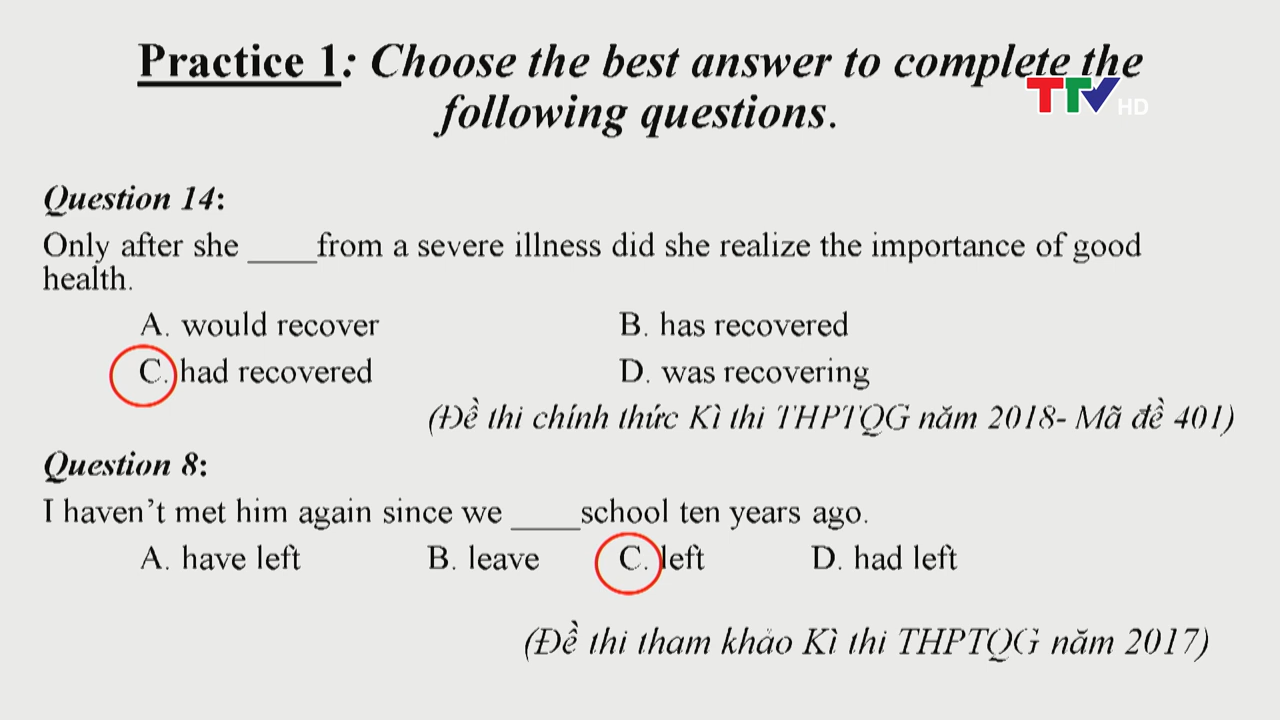 Practice 1: Choose the best answer to complete the
following questions.
TTV HD
Question 14:
Only after she ____from a severe illness did she realize the importance of good
health.
A. would recover B. has recovered
C. had recovered D. was recovering
(Đề thi chính thức Kì thi THPTQG năm 2018- Mã đề 401)
Question 8:
I haven’t met him again since we ____school ten years ago.
A. have left B. leave C. left D. had left
(Đề thi tham khảo Kì thi THPTQG năm 2017)